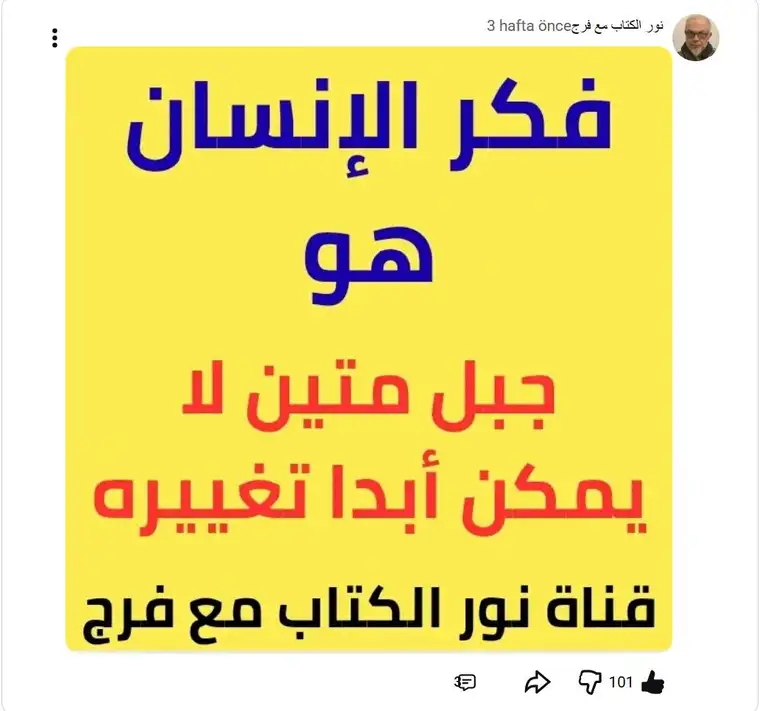 نور الكتاب مع فرج 3 hafta önce
فكر الإنسان
هو
جبل متين لا
يمكن أبدا تغييره
قناة نور الكتاب مع فرج
101
3